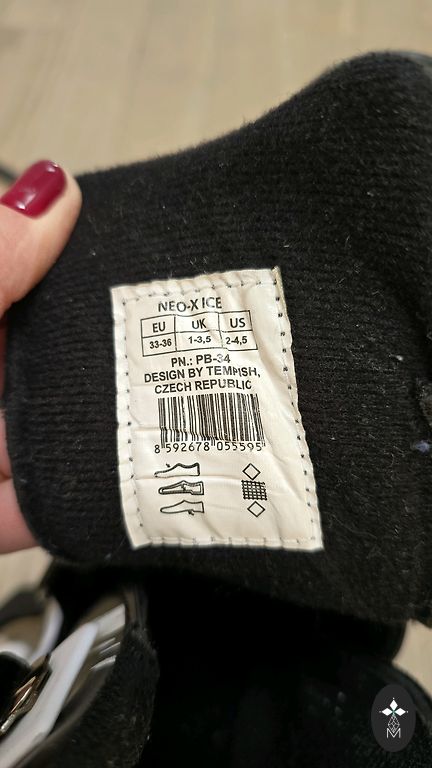 NEO-X ICE
EU UK US
33-36 1-3,5 2-4,5
PN.: PB-34
DESIGN BY TEMPISH,
CZECH REPUBLIC
8 592678 055595
M